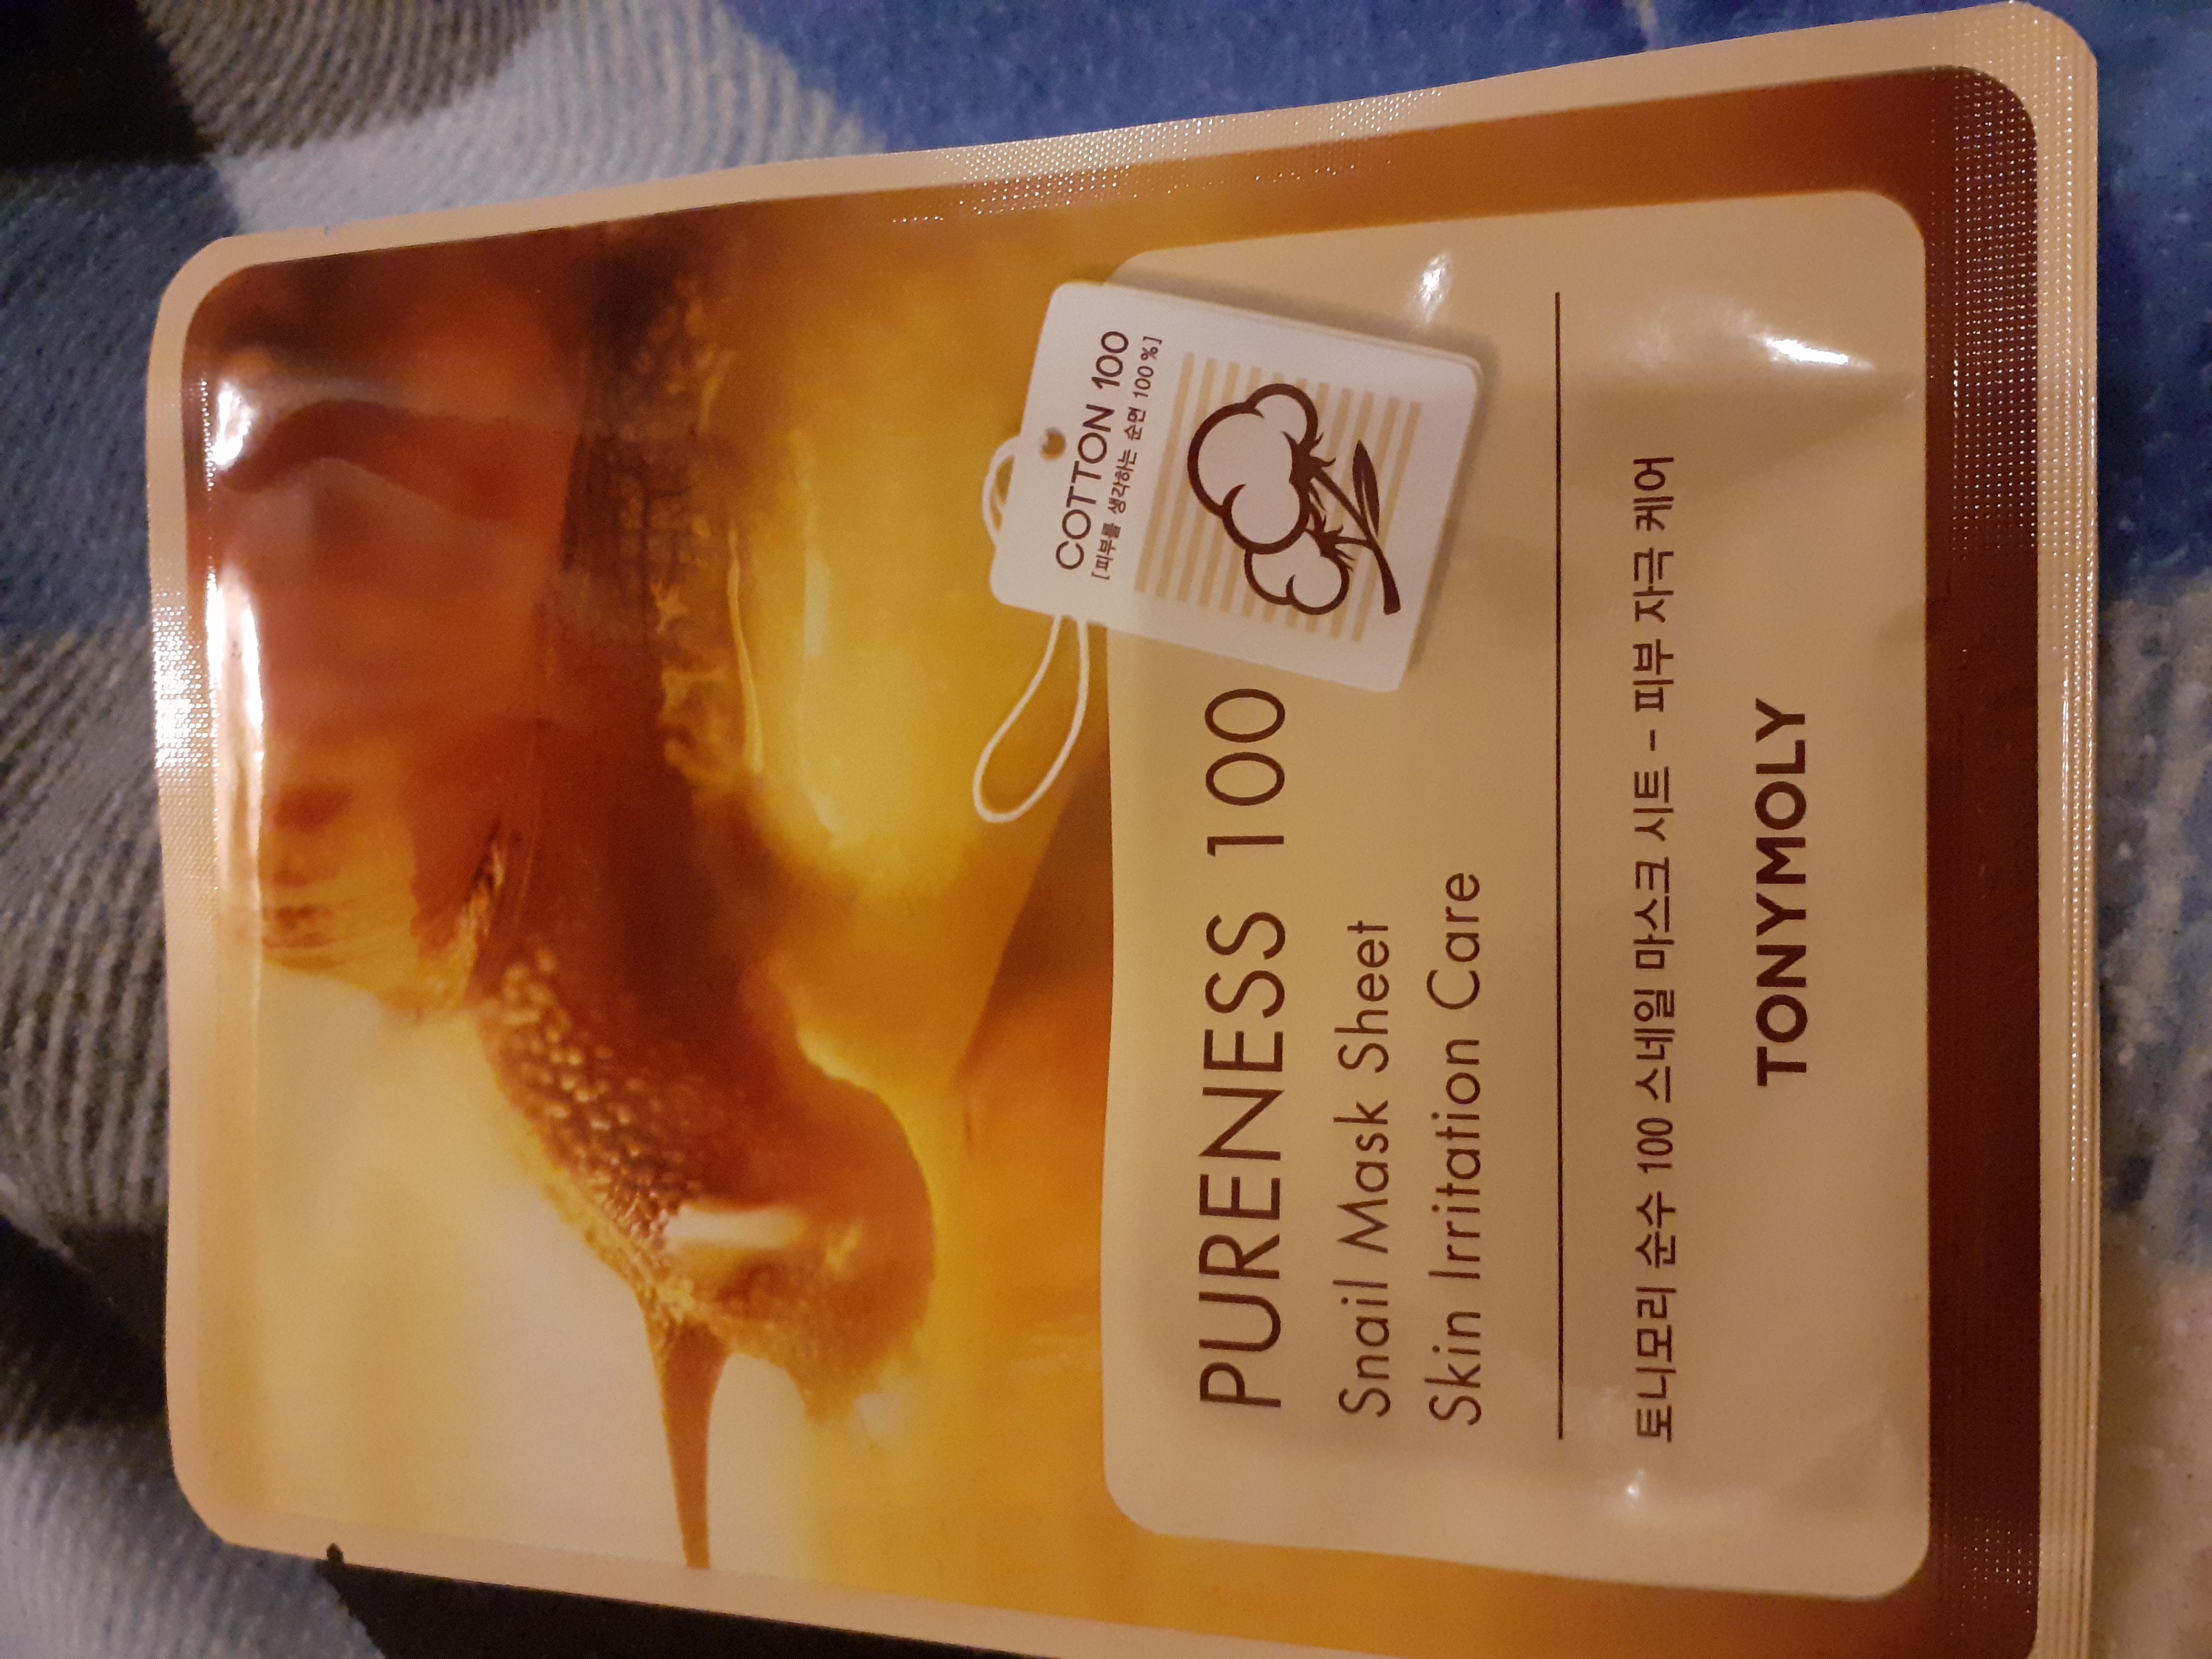 COTTON 100
[피부를 생각하는 순면 100%]
PURENESS 100
Snail Mask Sheet
Skin Irritation Care
토니모리 순수 100 스네일 마스크 시트 - 피부 자극 케어
TONYMOLY